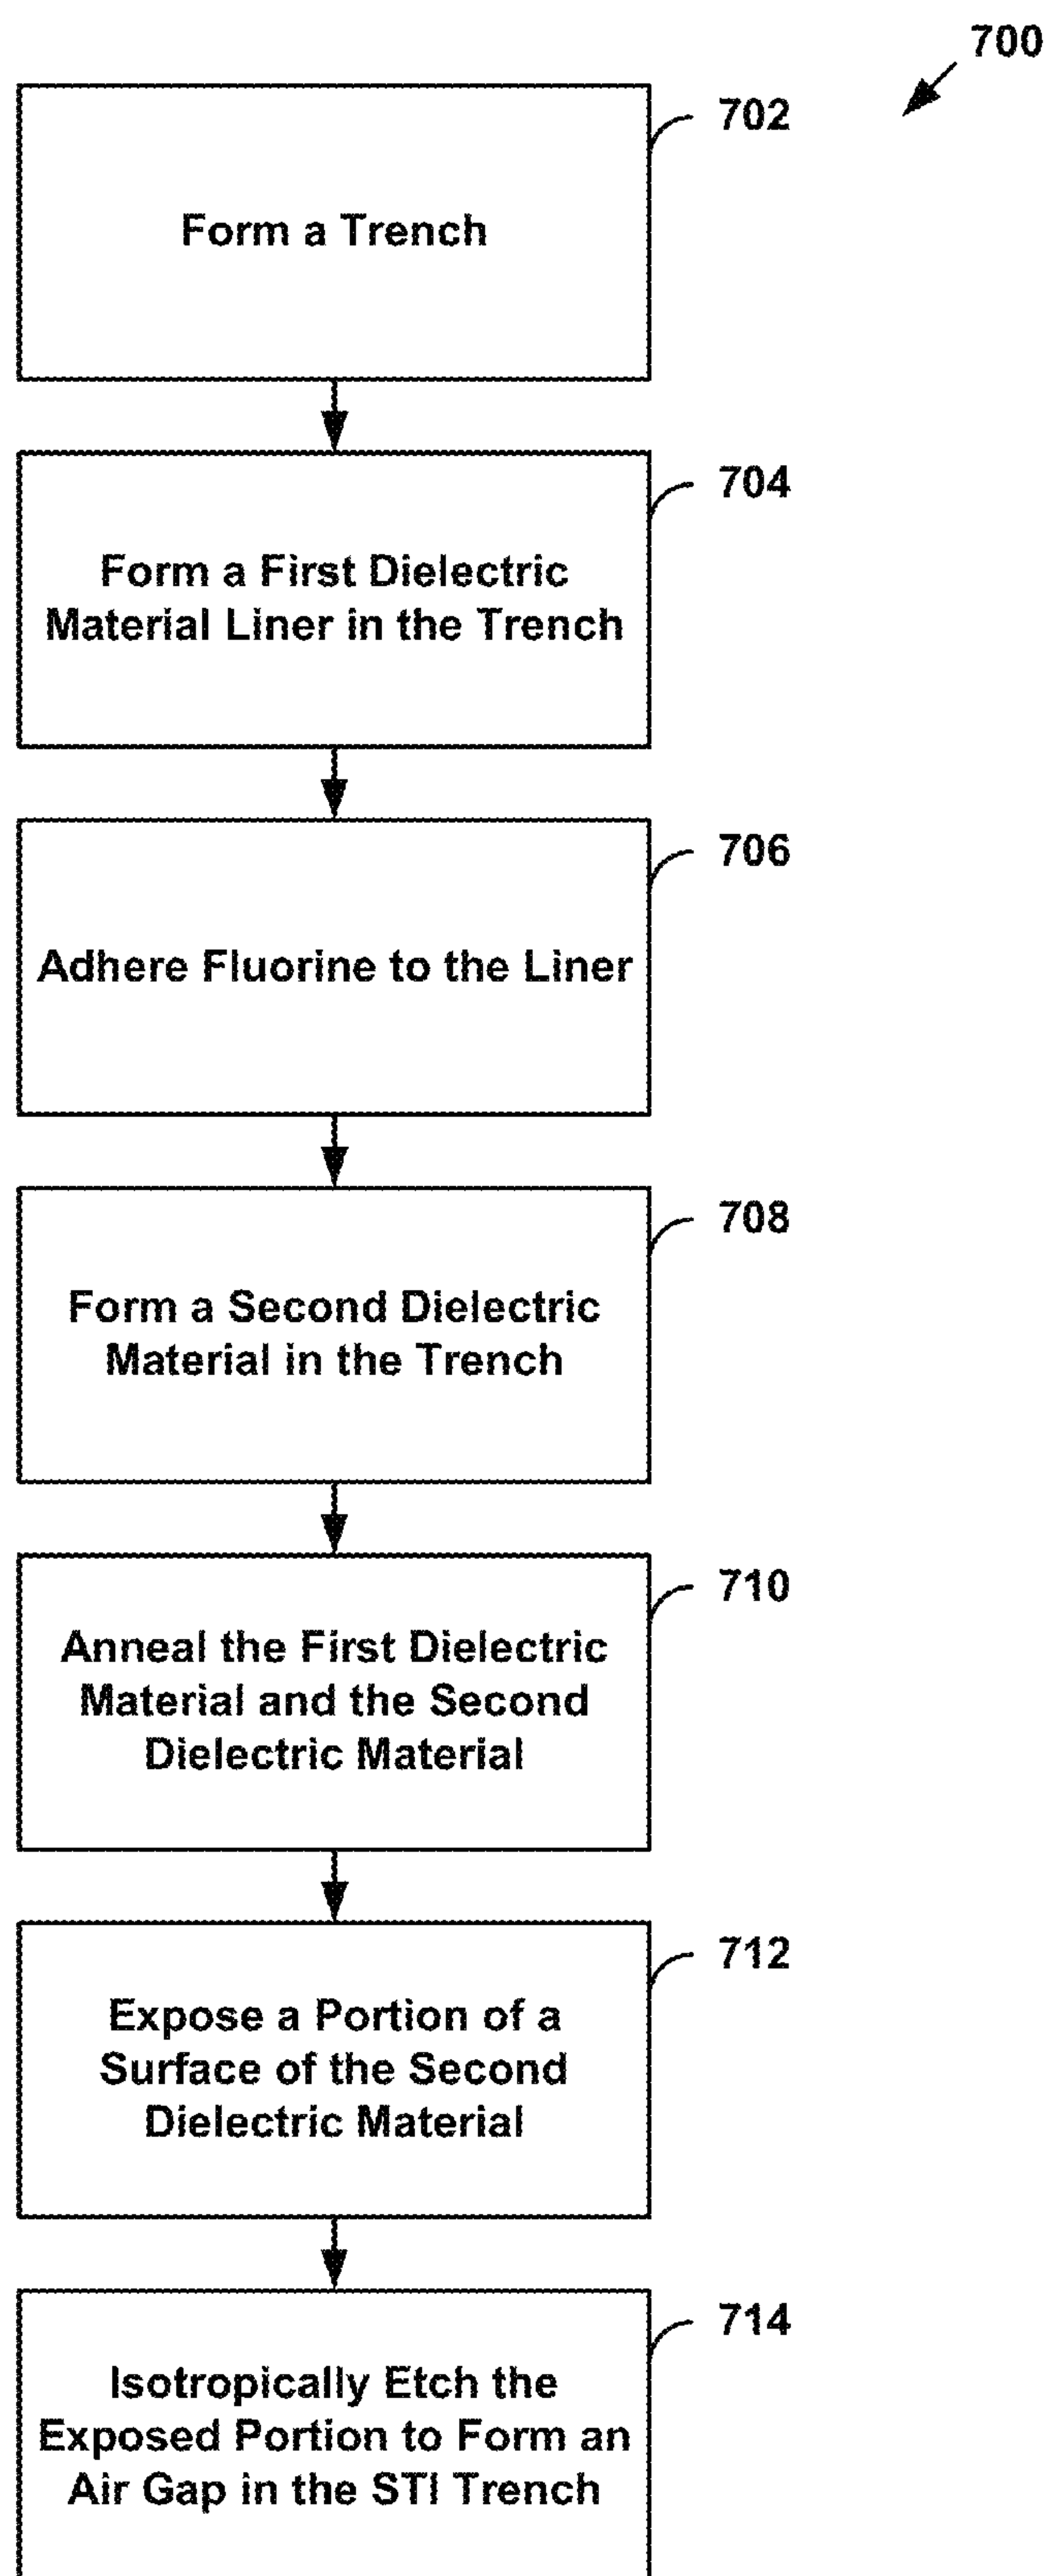 700
702
Form a Trench
704
Form a First Dielectric
Material Liner in the Trench
706
Adhere Fluorine to the Liner
708
Form a Second Dielectric
Material in the Trench
710
Anneal the First Dielectric
Material and the Second
Dielectric Material
712
Expose a Portion of a
Surface of the Second
Dielectric Material
714
Isotropically Etch the
Exposed Portion to Form an
Air Gap in the STI Trench